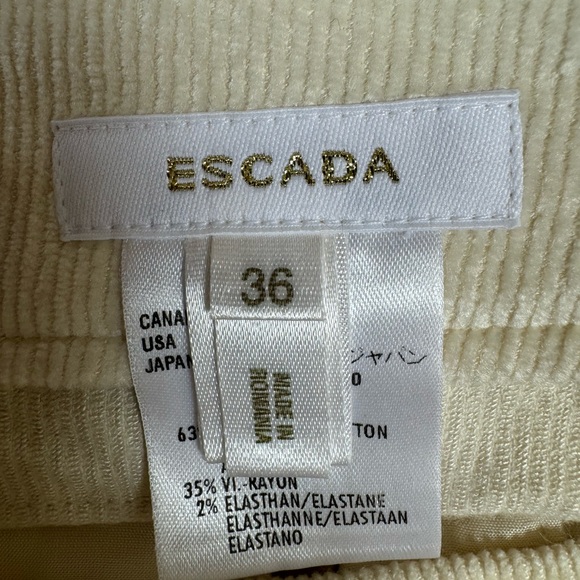 ESCADA
36
MADE IN
ROMANIA
CANA
USA
JAPAN ジャパン
0
63 TTON
35% VI.-RAYON
2% ELASTHAN/ELASTANE
ELASTHANNE/ELASTAAN
ELASTANO